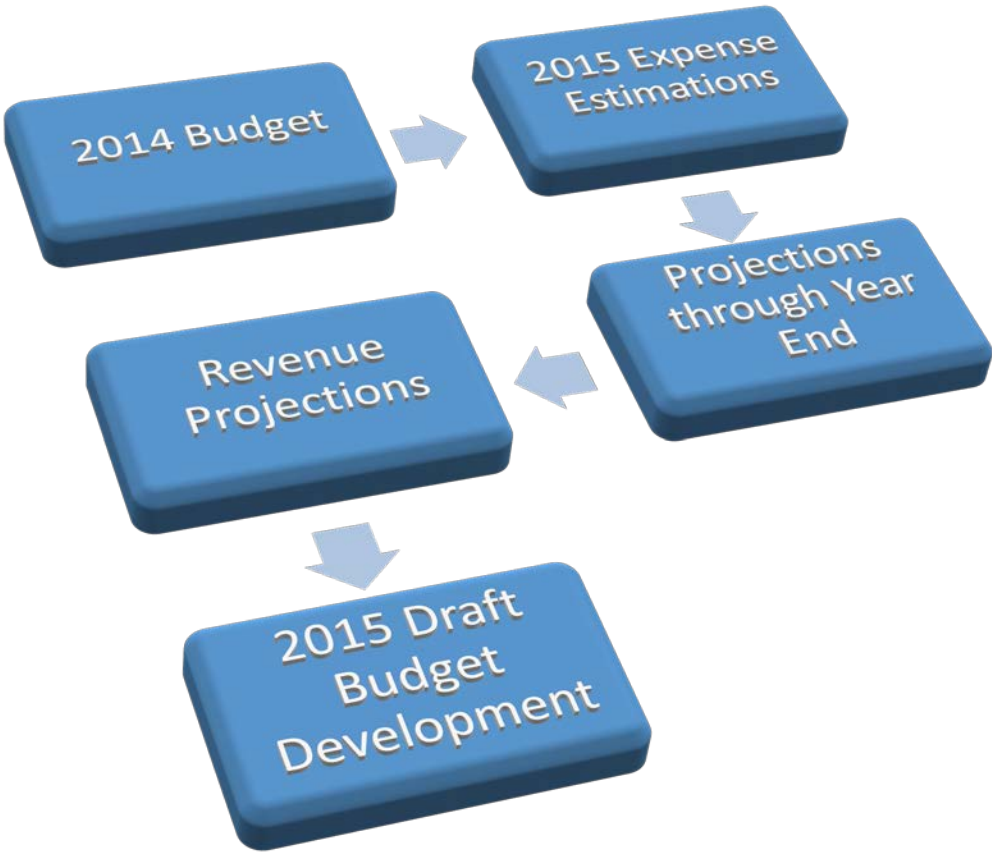 2014 Budget
2015 Expense
Estimations
Projections
through Year
End
Revenue
Projections
2015 Draft
Budget
Development